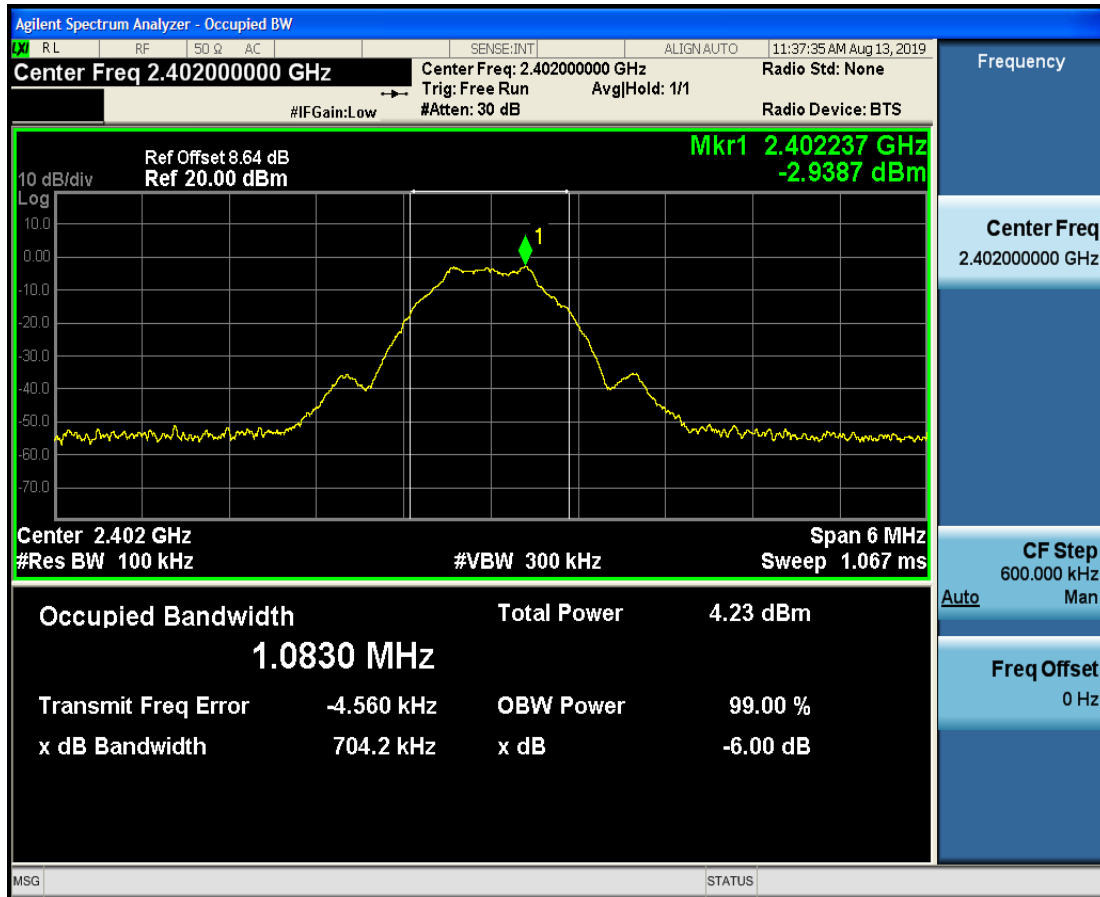 Agilent Spectrum Analyzer - Occupied BW
LXI RL RF 50 Ω AC SENSE:INT ALIGN AUTO 11:37:35 AM Aug 13, 2019
Center Freq 2.402000000 GHz
Center Freq: 2.402000000 GHz
Radio Std: None
Trig: Free Run Avg|Hold: 1/1
#IFGain:Low
#Atten: 30 dB
Radio Device: BTS
Mkr1 2.402237 GHz
-2.9387 dBm
Ref Offset 8.64 dB
10 dB/div Ref 20.00 dBm
Log
10.0
0.00
-10.0
-20.0
-30.0
-40.0
-50.0
-60.0
-70.0
1
Center 2.402 GHz Span 6 MHz
#Res BW 100 kHz #VBW 300 kHz Sweep 1.067 ms
Occupied Bandwidth Total Power 4.23 dBm
1.0830 MHz
Transmit Freq Error -4.560 kHz OBW Power 99.00 %
x dB Bandwidth 704.2 kHz x dB -6.00 dB
MSG STATUS
Frequency
Center Freq
2.402000000 GHz
CF Step
600.000 kHz
Auto Man
Freq Offset
0 Hz